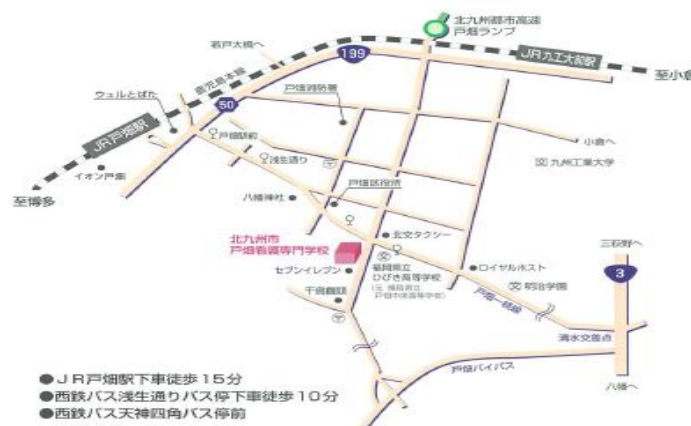 北九州都市高速
戸畑ランプ
若戸大橋へ
199
JR九工大前駅
至小倉
鹿児島本線
ウェルとばた
戸畑消防署
50
JR戸畑駅
戸畑駅前
小倉へ
浅生通り
九州工業大学
イオン戸畑
至博多
八幡神社
戸畑区役所
北九州市
戸畑看護専門学校
北交タクシー
三萩野へ
セブンイレブン
福岡県立
ひびき高等学校
ロイヤルホスト
3
千鳥饅頭
明治学園
戸畑一枝線
清水交差点
戸畑バイパス
八幡へ
●JR戸畑駅下車徒歩15分
●西鉄バス浅生通りバス停下車徒歩10分
●西鉄バス天神四角バス停前